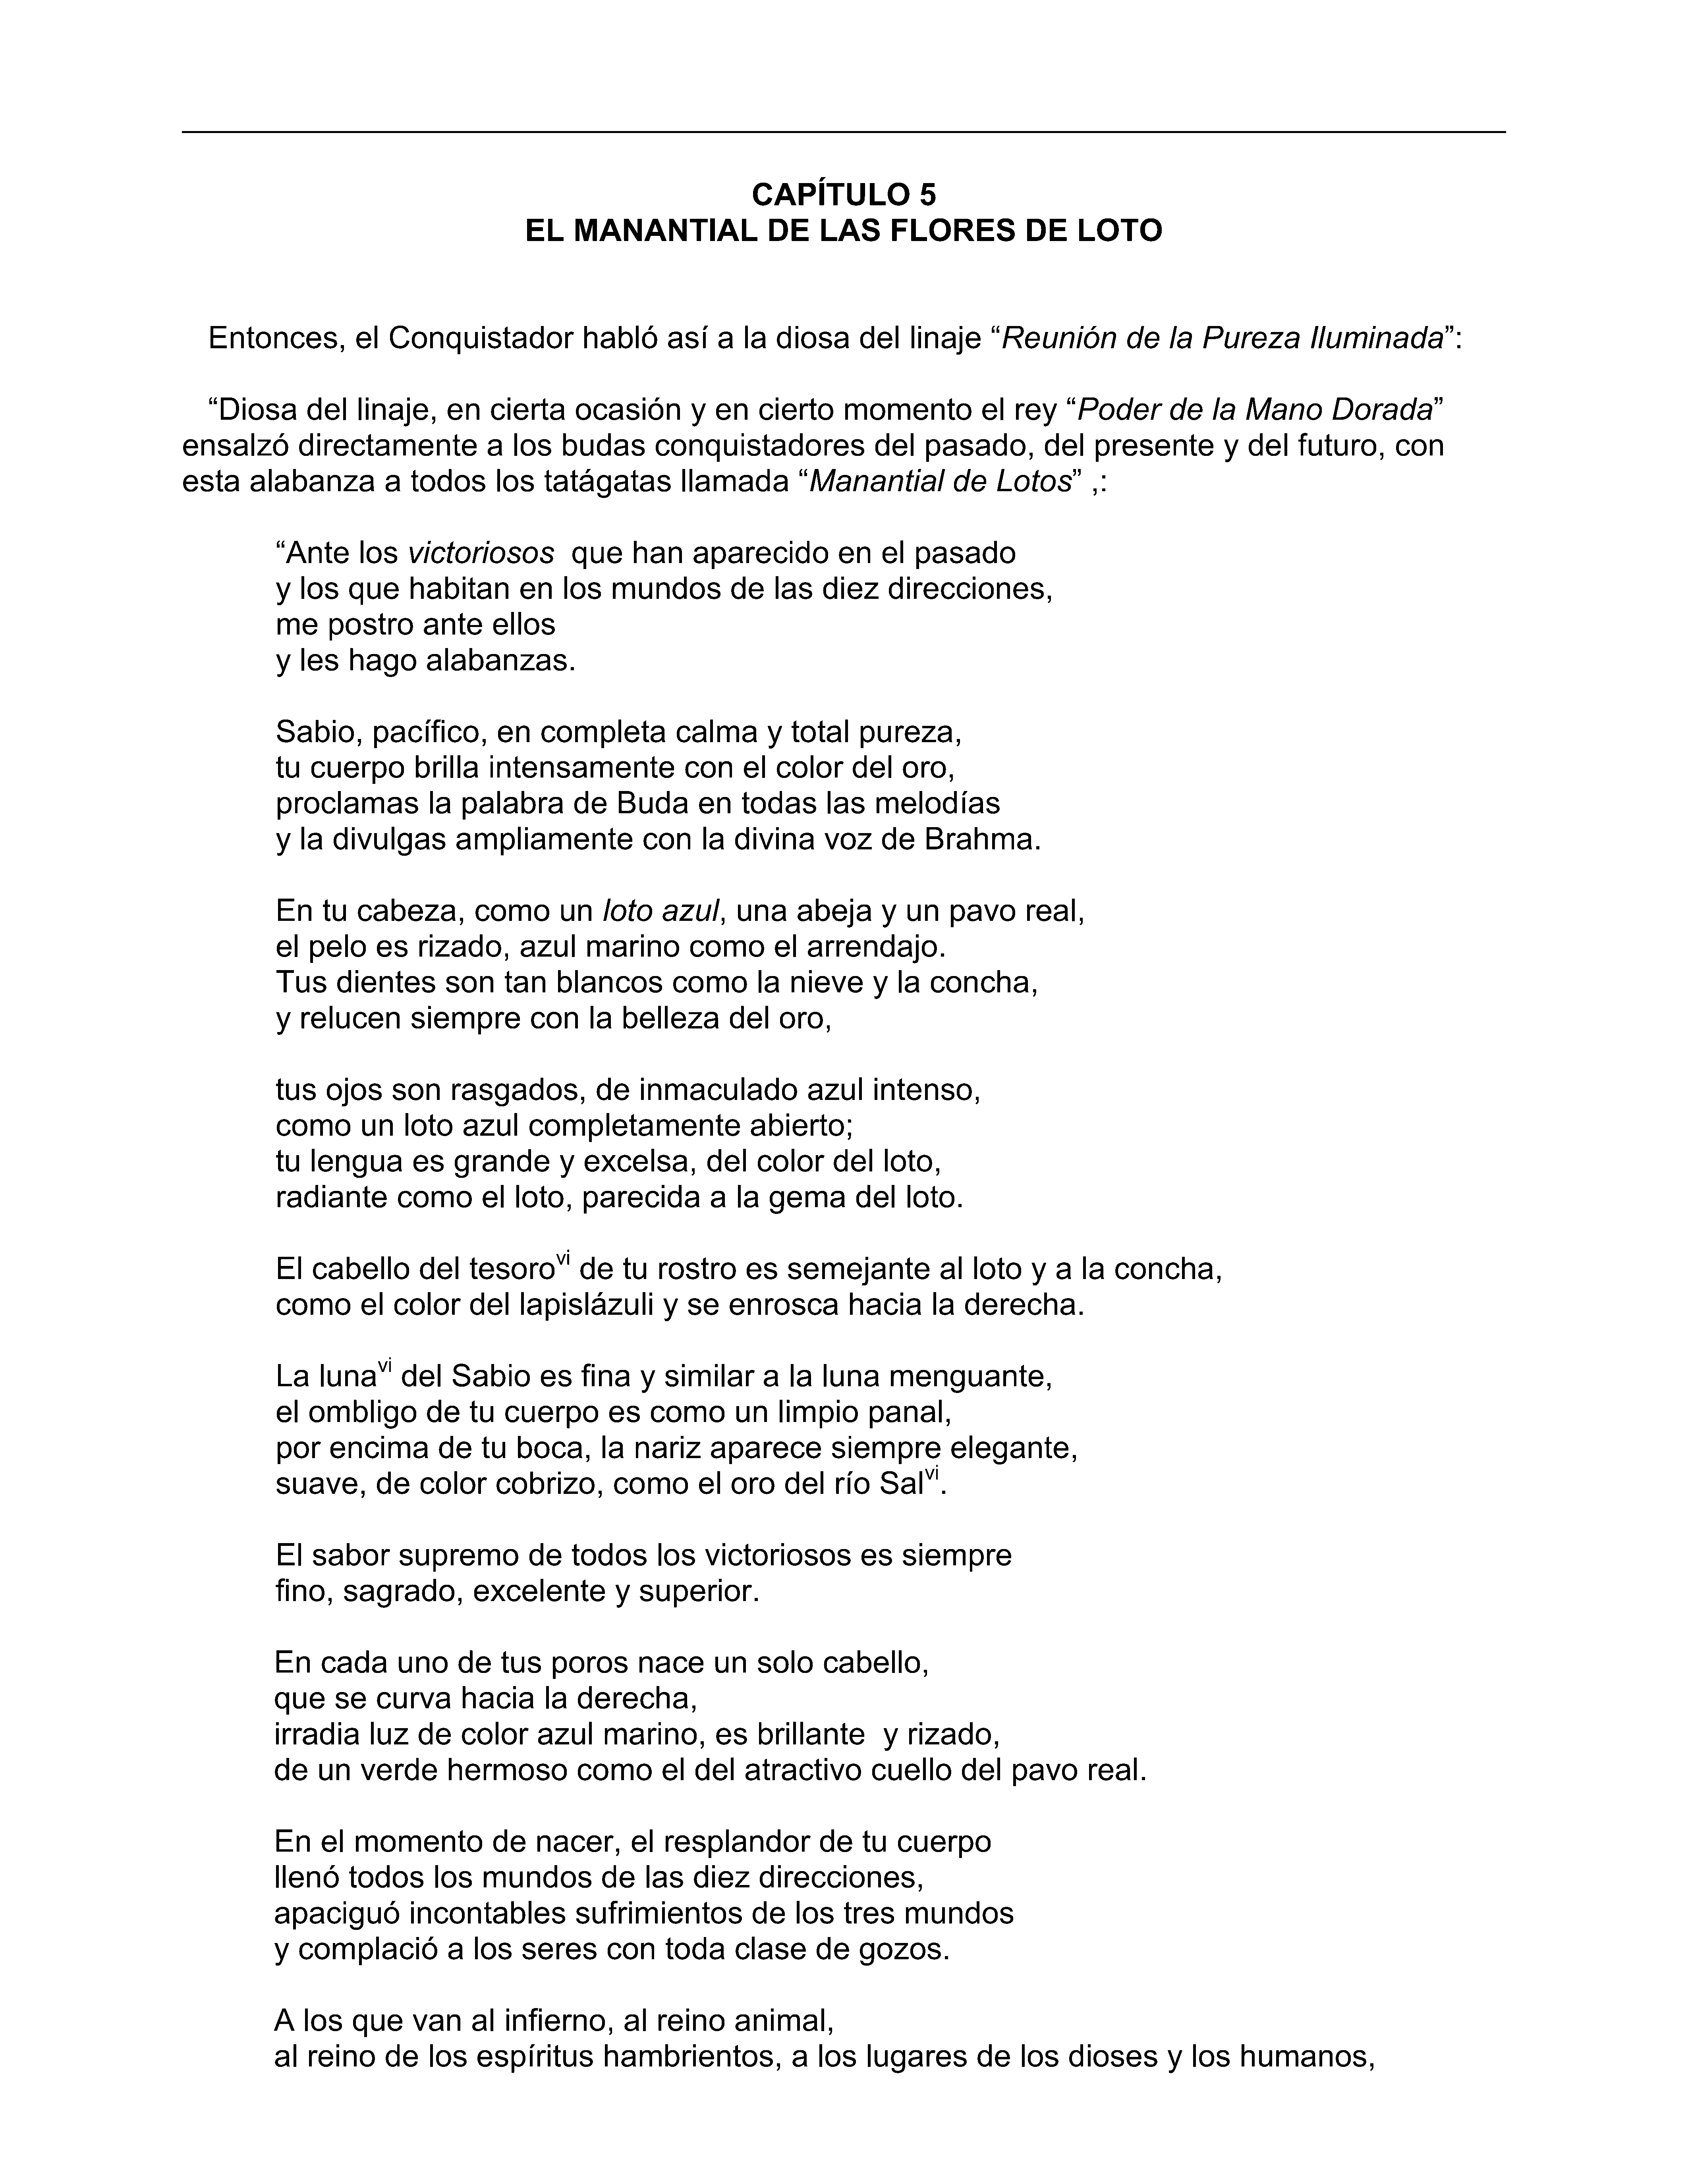 CAPÍTULO 5
EL MANANTIAL DE LAS FLORES DE LOTO
Entonces, el Conquistador habló así a la diosa del linaje “Reunión de la Pureza Iluminada”:
“Diosa del linaje, en cierta ocasión y en cierto momento el rey “Poder de la Mano Dorada”
ensalzó directamente a los budas conquistadores del pasado, del presente y del futuro, con
esta alabanza a todos los tatágatas llamada “Manantial de Lotos” ,:
“Ante los victoriosos  que han aparecido en el pasado
y los que habitan en los mundos de las diez direcciones,
me postro ante ellos
y les hago alabanzas.
Sabio, pacífico, en completa calma y total pureza,
tu cuerpo brilla intensamente con el color del oro,
proclamas la palabra de Buda en todas las melodías
y la divulgas ampliamente con la divina voz de Brahma.
En tu cabeza, como un loto azul, una abeja y un pavo real,
el pelo es rizado, azul marino como el arrendajo.
Tus dientes son tan blancos como la nieve y la concha,
y relucen siempre con la belleza del oro,
tus ojos son rasgados, de inmaculado azul intenso,
como un loto azul completamente abierto;
tu lengua es grande y excelsa, del color del loto,
radiante como el loto, parecida a la gema del loto.
El cabello del tesoro^vi de tu rostro es semejante al loto y a la concha,
como el color del lapislázuli y se enrosca hacia la derecha.
La luna^vi del Sabio es fina y similar a la luna menguante,
el ombligo de tu cuerpo es como un limpio panal,
por encima de tu boca, la nariz aparece siempre elegante,
suave, de color cobrizo, como el oro del río Sal^vi.
El sabor supremo de todos los victoriosos es siempre
fino, sagrado, excelente y superior.
En cada uno de tus poros nace un solo cabello,
que se curva hacia la derecha,
irradia luz de color azul marino, es brillante  y rizado,
de un verde hermoso como el del atractivo cuello del pavo real.
En el momento de nacer, el resplandor de tu cuerpo
llenó todos los mundos de las diez direcciones,
apaciguó incontables sufrimientos de los tres mundos
y complació a los seres con toda clase de gozos.
A los que van al infierno, al reino animal,
al reino de los espíritus hambrientos, a los lugares de los dioses y los humanos,